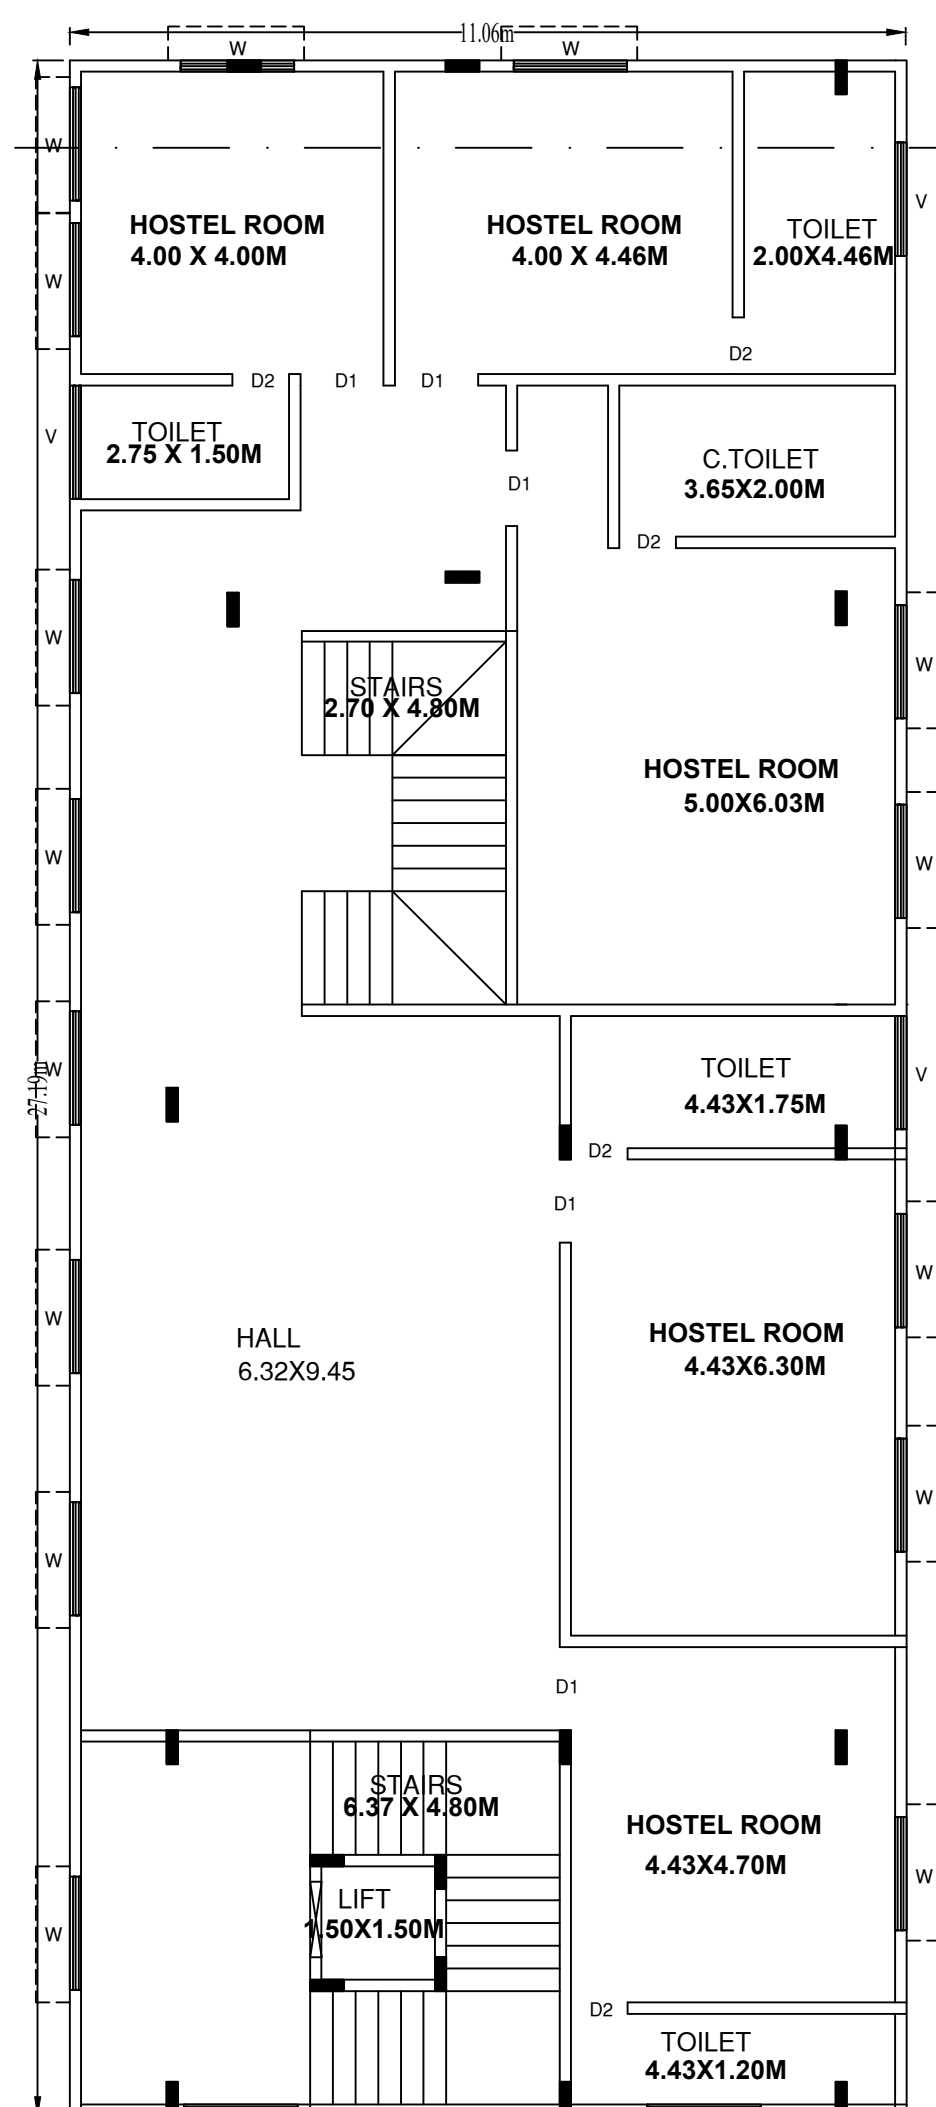 11.06m
W
W
W
V
HOSTEL ROOM
4.00 X 4.00M
HOSTEL ROOM
4.00 X 4.46M
TOILET
2.00X4.46M
W
D2
D2
D1
D1
V
TOILET
2.75 X 1.50M
C.TOILET
3.65X2.00M
D1
D2
W
W
STAIRS
2.70 X 4.80M
HOSTEL ROOM
5.00X6.03M
W
W
27.19m
W
TOILET
4.43X1.75M
V
D2
D1
W
W
HALL
6.32X9.45
HOSTEL ROOM
4.43X6.30M
W
W
D1
STAIRS
6.37 X 4.80M
HOSTEL ROOM
4.43X4.70M
W
LIFT
1.50X1.50M
W
D2
TOILET
4.43X1.20M